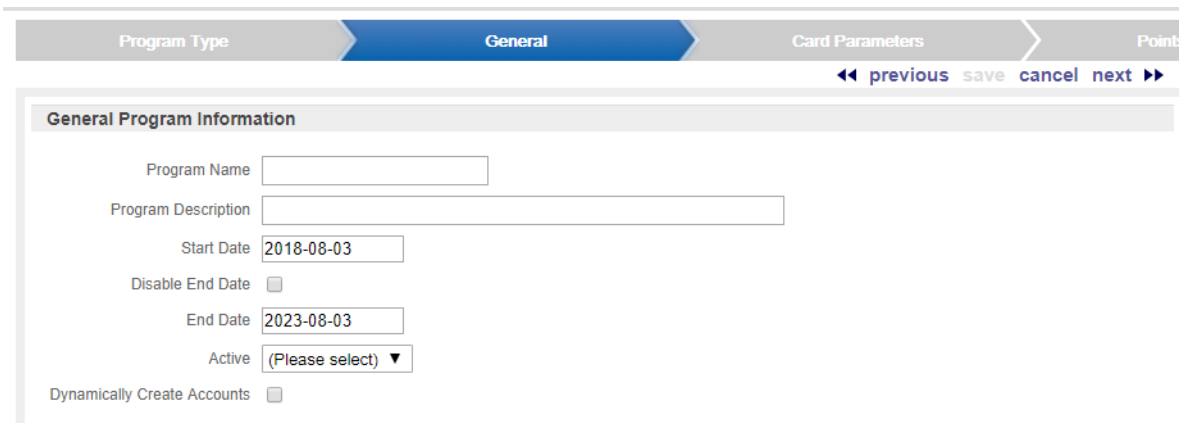 Program Type General Card Parameters Points
previous save cancel next
General Program Information
Program Name
Program Description
Start Date 2018-08-03
Disable End Date
End Date 2023-08-03
Active (Please select)
Dynamically Create Accounts